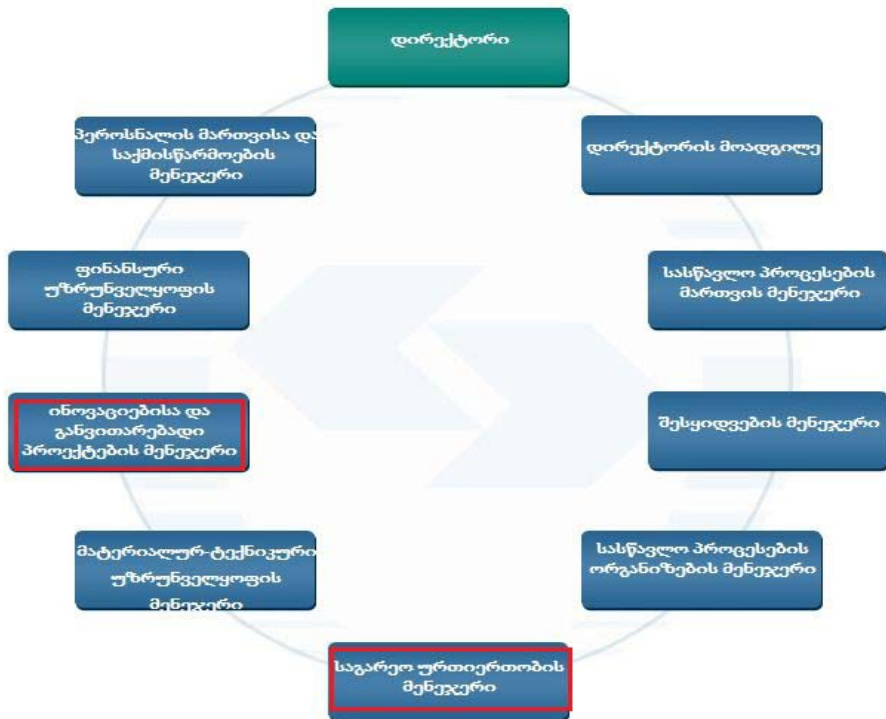 დირექტორი
პეროსნალის მართვისა და
საქმისწარმოების
მენეჯერი
დირექტორის მოადგილე
ფინანსური
უზრუნველყოფის
მენეჯერი
სასწავლო პროცესების
მართვის მენეჯერი
ინოვაციებისა და
განვითარებადი
პროექტების მენეჯერი
შესყიდვების მენეჯერი
მატერიალურ-ტექნიკური
უზრუნველყოფის
მენეჯერი
სასწავლო პროცესების
ორგანიზების მენეჯერი
საგარეო ურთიერთობის
მენეჯერი